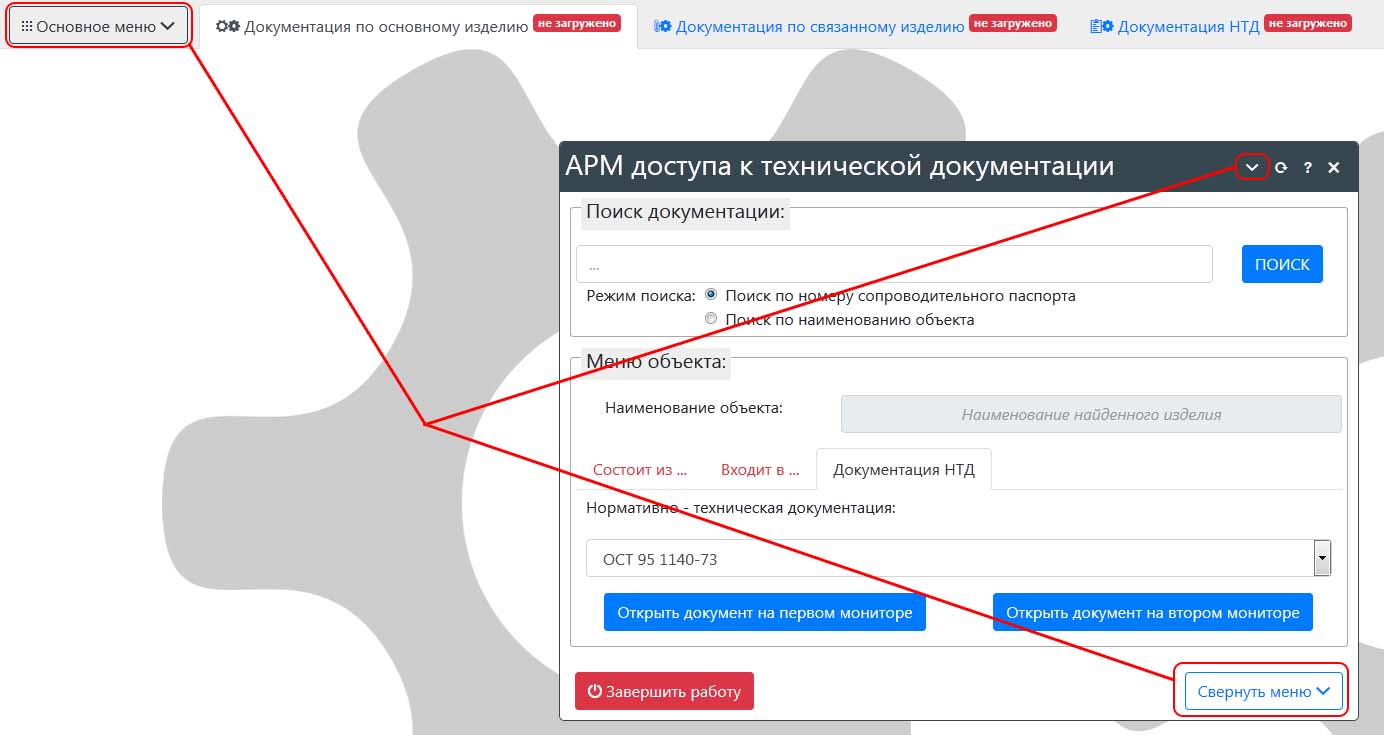 Основное меню
Документация по основному изделию не загружено
Документация по связанному изделию не загружено
Документация НТД не загружено
АРМ доступа к технической документации ?
Поиск документации:
...
ПОИСК
Режим поиска: Поиск по номеру сопроводительного паспорта
Поиск по наименованию объекта
Меню объекта:
Наименование объекта: Наименование найденного изделия
Состоит из ... Входит в ... Документация НТД
Нормативно - техническая документация:
ОСТ 95 1140-73
Открыть документ на первом мониторе Открыть документ на втором мониторе
Завершить работу Свернуть меню